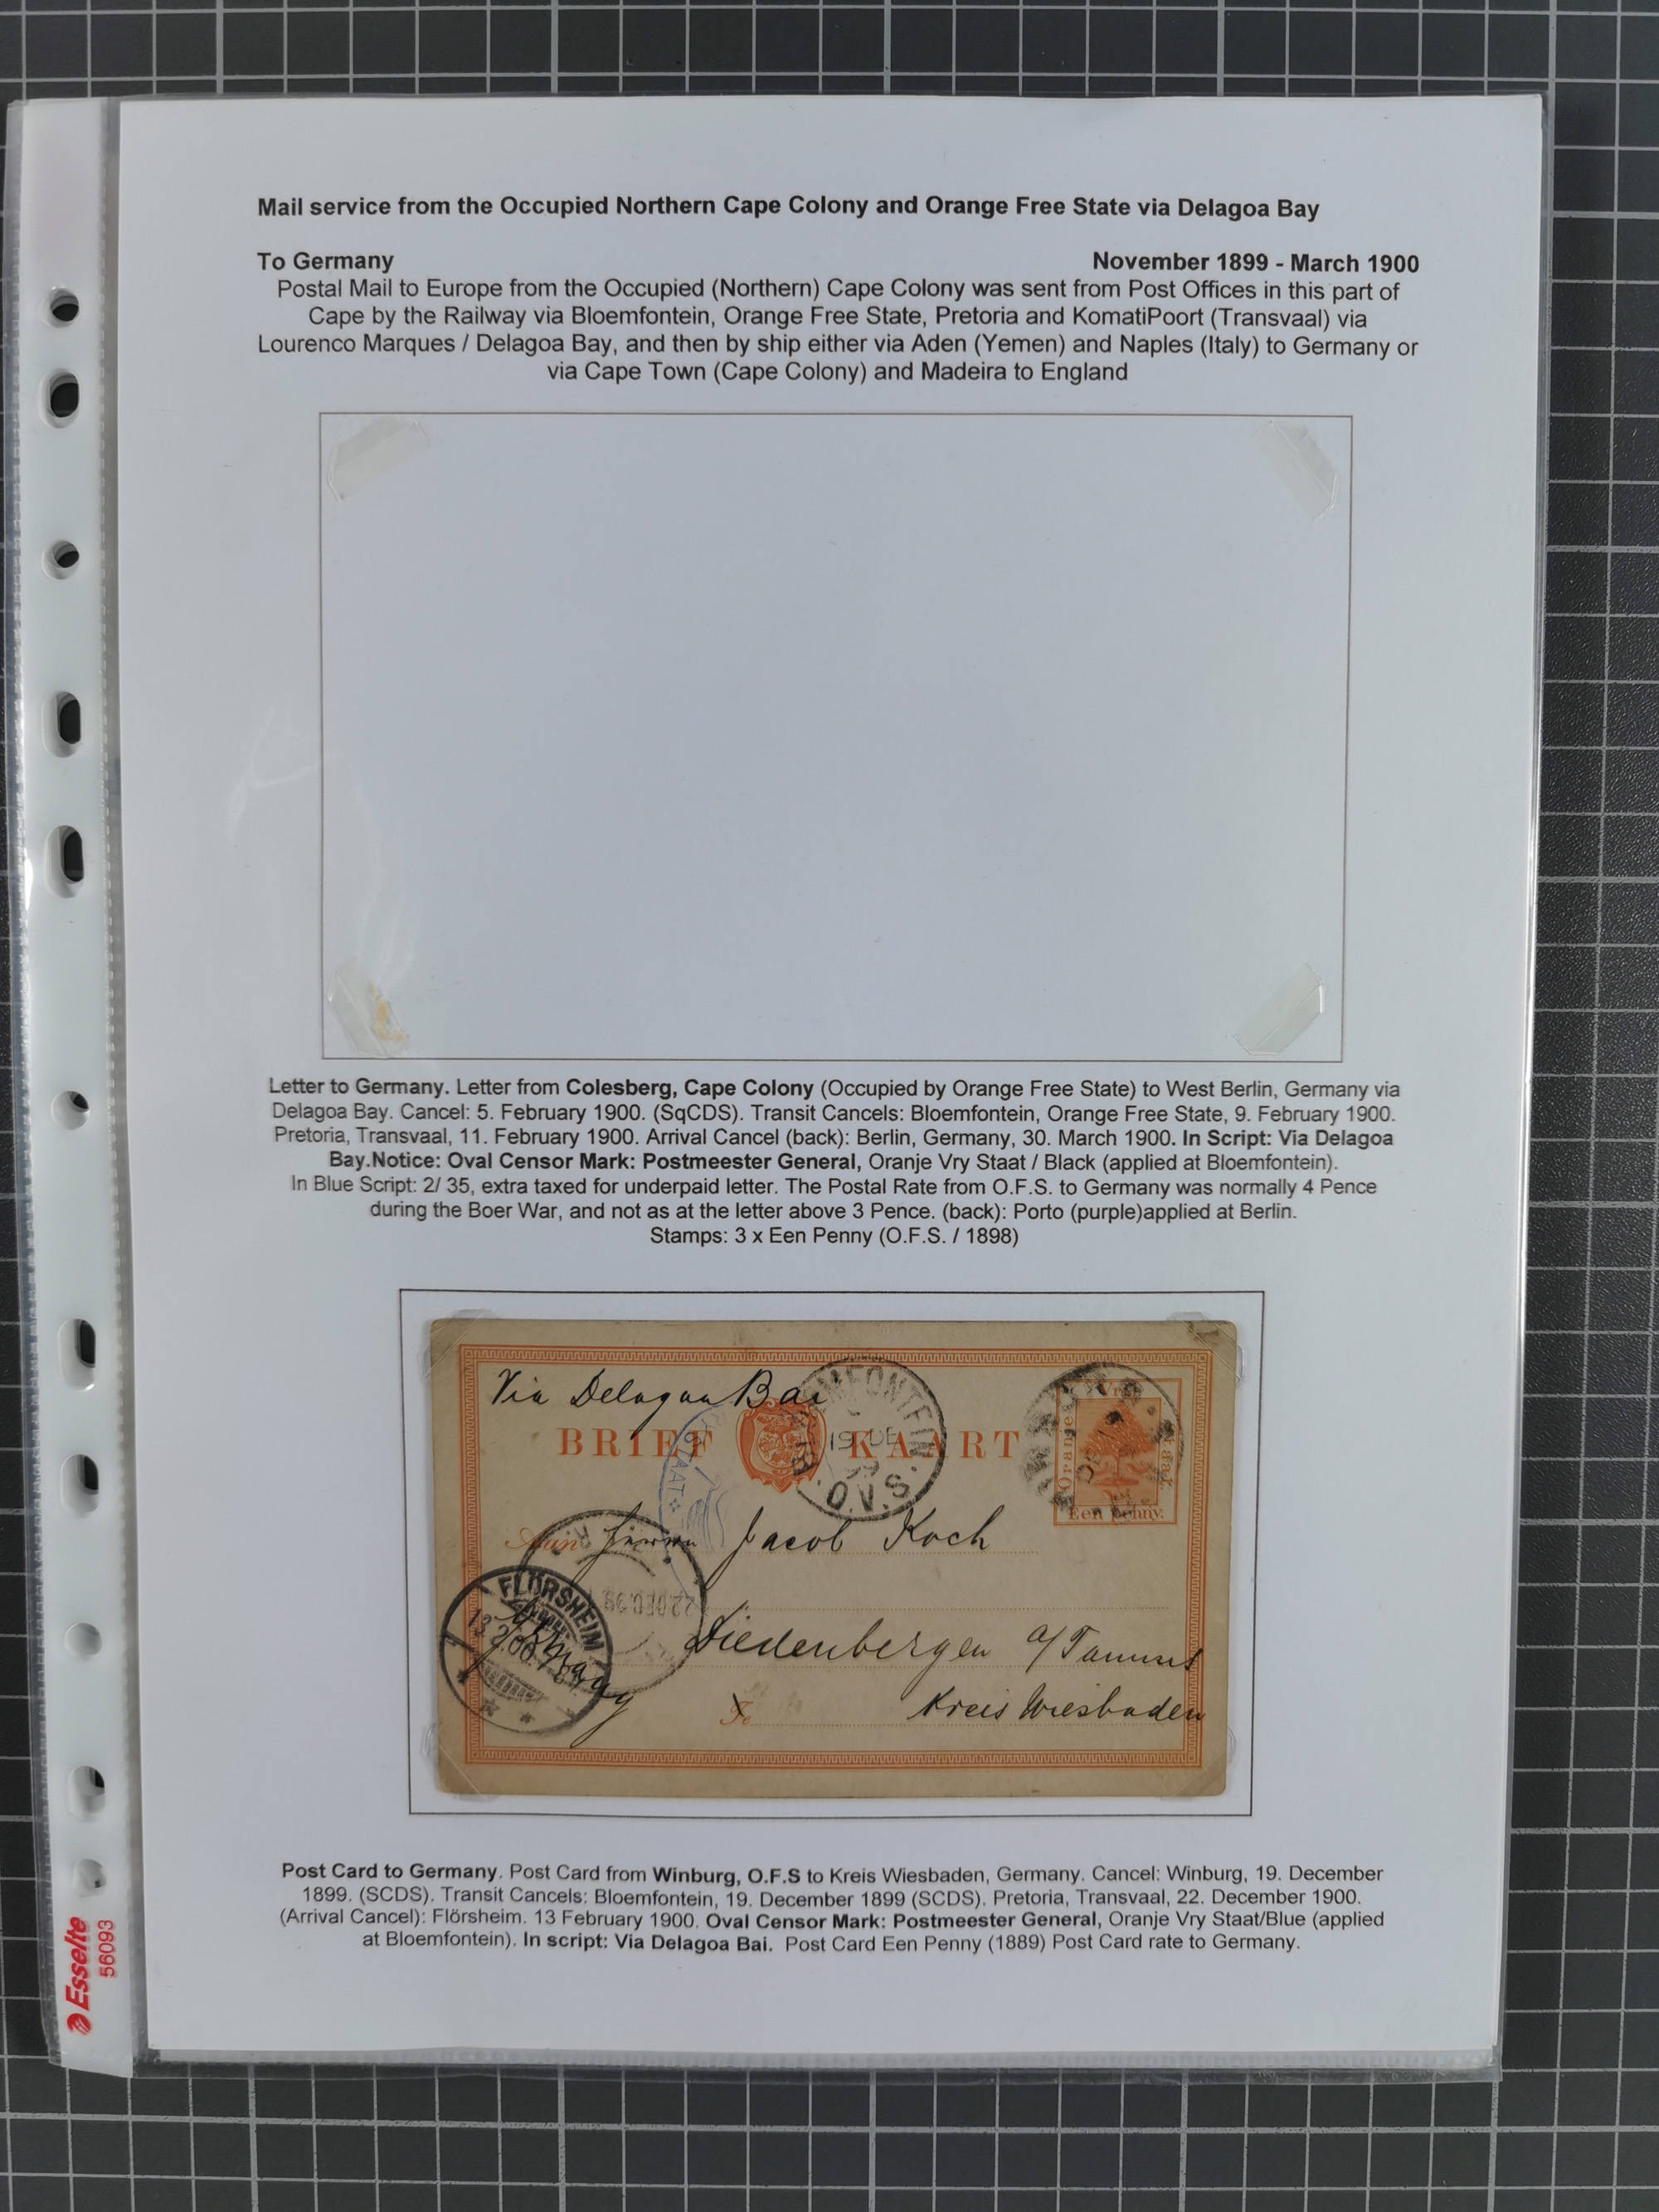 Mail service from the Occupied Northern Cape Colony and Orange Free State via Delagoa Bay
To Germany November 1899 - March 1900
Postal Mail to Europe from the Occupied (Northern) Cape Colony was sent from Post Offices in this part of
Cape by the Railway via Bloemfontein, Orange Free State, Pretoria and KomatiPoort (Transvaal) via
Lourenco Marques / Delagoa Bay, and then by ship either via Aden (Yemen) and Naples (Italy) to Germany or
via Cape Town (Cape Colony) and Madeira to England
Letter to Germany. Letter from Colesberg, Cape Colony (Occupied by Orange Free State) to West Berlin, Germany via
Delagoa Bay. Cancel: 5. February 1900. (SqCDS). Transit Cancels: Bloemfontein, Orange Free State, 9. February 1900.
Pretoria, Transvaal, 11. February 1900. Arrival Cancel (back): Berlin, Germany, 30. March 1900. In Script: Via Delagoa
Bay.Notice: Oval Censor Mark: Postmeester General, Oranje Vry Staat / Black (applied at Bloemfontein).
In Blue Script: 2/ 35, extra taxed for underpaid letter. The Postal Rate from O.F.S. to Germany was normally 4 Pence
during the Boer War, and not as at the letter above 3 Pence. (back): Porto (purple)applied at Berlin.
Stamps: 3 x Een Penny (O.F.S. / 1898)
Via Delagoa Bai
BRIEF KAART
O.V.S.
19 DE
99
Oranje Vrij
Een Penny.
STAAT
Aan
Jacob Koch
22 DEC. 99
FLÖRSHEIM
13.2.00
Diedenbergen a/Taunus
Kreis Wiesbaden
Post Card to Germany. Post Card from Winburg, O.F.S to Kreis Wiesbaden, Germany. Cancel: Winburg, 19. December
1899. (SCDS). Transit Cancels: Bloemfontein, 19. December 1899 (SCDS). Pretoria, Transvaal, 22. December 1900.
(Arrival Cancel): Flörsheim. 13 February 1900. Oval Censor Mark: Postmeester General, Oranje Vry Staat/Blue (applied
at Bloemfontein). In script: Via Delagoa Bai. Post Card Een Penny (1889) Post Card rate to Germany.
Esselte
56093